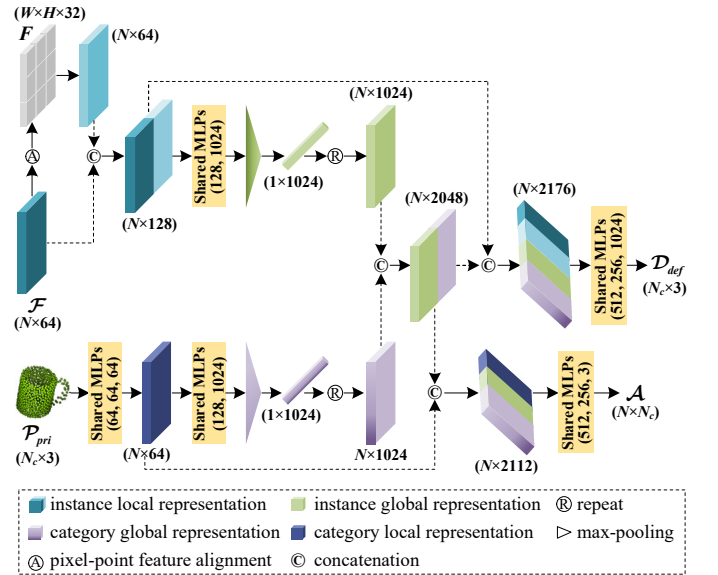 (W×H×32)
F
(N×64)
(N×1024)
Shared MLPs
(128, 1024)
Ⓐ
Ⓒ
Ⓡ
(1×1024)
(N×128)
(N×2048)
(N×2176)
Shared MLPs
(512, 256, 1024)
𝓕
(N×64)
Ⓒ
Ⓒ
𝓓def
(Nc×3)
Shared MLPs
(64, 64, 64)
Shared MLPs
(128, 1024)
Ⓡ
(1×1024)
Ⓒ
Shared MLPs
(512, 256, 3)
𝓐
(N×Nc)
𝓟pri
(Nc×3)
(N×64)
N×1024
(N×2112)
instance local representation
instance global representation
Ⓡ repeat
category global representation
category local representation
max-pooling
Ⓐ pixel-point feature alignment
Ⓒ concatenation